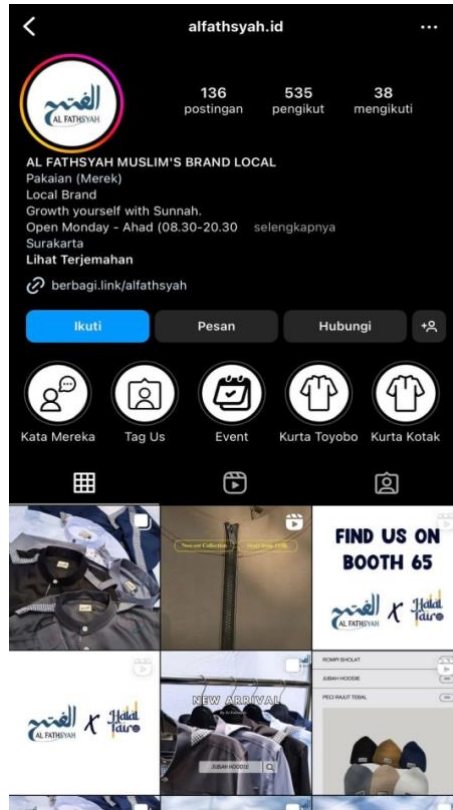 alfathsyah.id
الفتح
AL FATHSYAH
136
535
38
postingan
pengikut
mengikuti
AL FATHSYAH MUSLIM'S BRAND LOCAL
Pakaian (Merek)
Local Brand
Growth yourself with Sunnah.
Open Monday - Ahad (08.30-20.30 selengkapnya
Surakarta
Lihat Terjemahan
berbagi.link/alfathsyah
Ikuti
Pesan
Hubungi
Kata Mereka
Tag Us
Event
Kurta Toyobo
Kurta Kotak
FIND US ON
BOOTH 65
AL FATHSYAH X Halal Fair
AL FATHSYAH X Halal Fair
NEW ARRIVAL
JUBAH HOODIE
ROMPI SHOLAT
JUBAH HOODIE
PECI RAJUT TEBAL